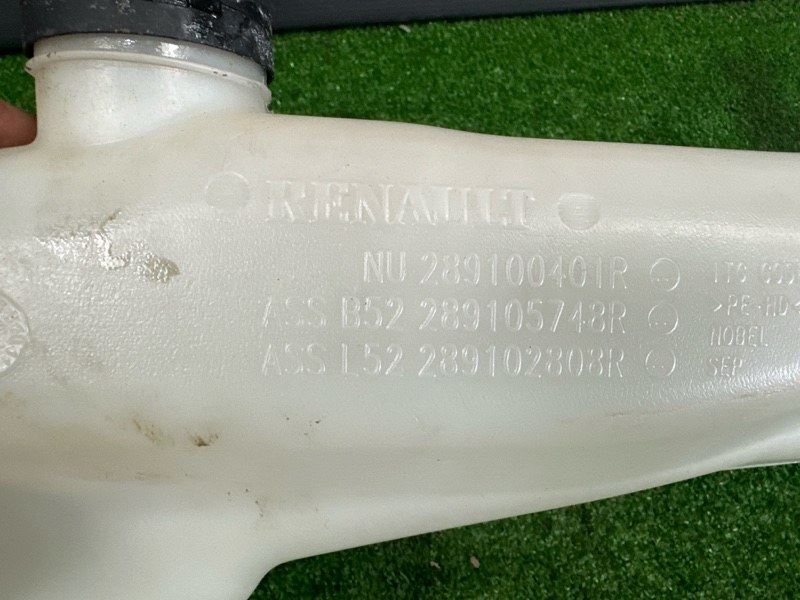 RENAULT
NU 289100401R
ASS B52 289105748R
ASS L52 289102808R
>PE-HD<
NOBEL
SEP